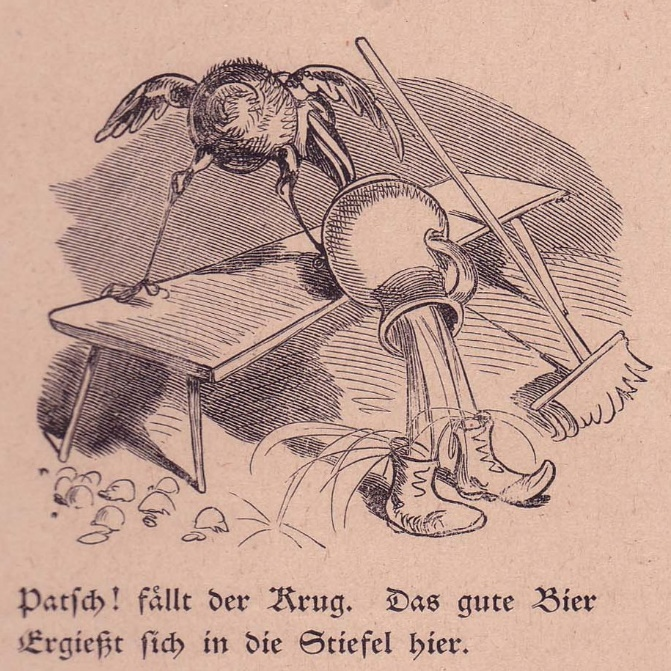 Patsch! fällt der Krug. Das gute Bier
Ergießt sich in die Stiefel hier.